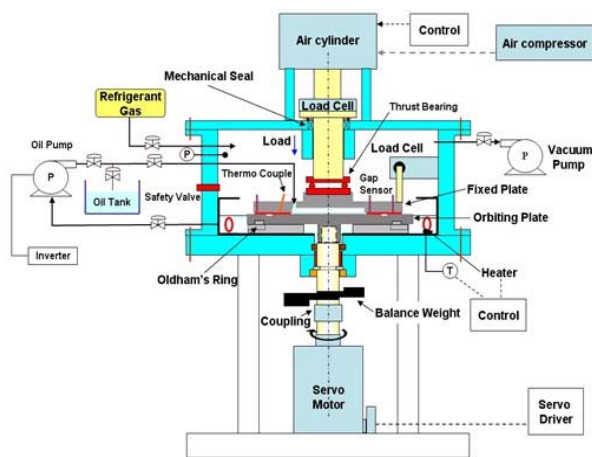 Air cylinder
Control
Air compressor
Mechanical Seal
Refrigerant
Gas
Load Cell
Thrust Bearing
Load
Load Cell
Vacuum
Pump
P
P
Oil Pump
P
Thermo Couple
Gap
Sensor
Fixed Plate
Oil Tank
Safety Valve
Orbiting Plate
Inverter
Oldham's Ring
T
Heater
Coupling
Balance Weight
Control
Servo
Motor
Servo
Driver